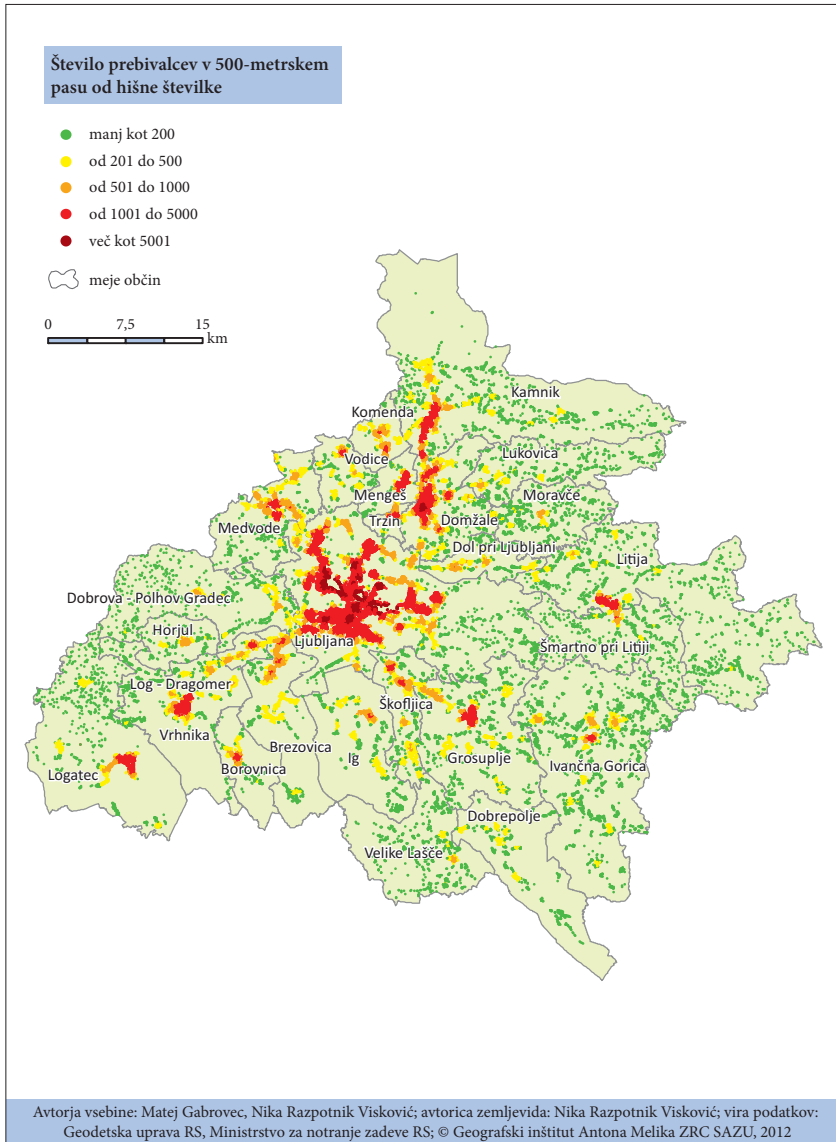 Število prebivalcev v 500-metrskem
pasu od hišne številke
manj kot 200
od 201 do 500
od 501 do 1000
od 1001 do 5000
več kot 5001
meje občin
0 7,5 15
km
Kamnik
Komenda
Lukovica
Vodice
Mengeš
Moravče
Trzin
Domžale
Medvode
Dol pri Ljubljani
Litija
Dobrova - Polhov Gradec
Horjul
Ljubljana
Šmartno pri Litiji
Log - Dragomer
Škofljica
Vrhnika
Brezovica
Ig
Grosuplje
Borovnica
Ivančna Gorica
Logatec
Dobrepolje
Velike Lašče
Avtorja vsebine: Matej Gabrovec, Nika Razpotnik Visković; avtorica zemljevida: Nika Razpotnik Visković; vira podatkov:
Geodetska uprava RS, Ministrstvo za notranje zadeve RS; © Geografski inštitut Antona Melika ZRC SAZU, 2012